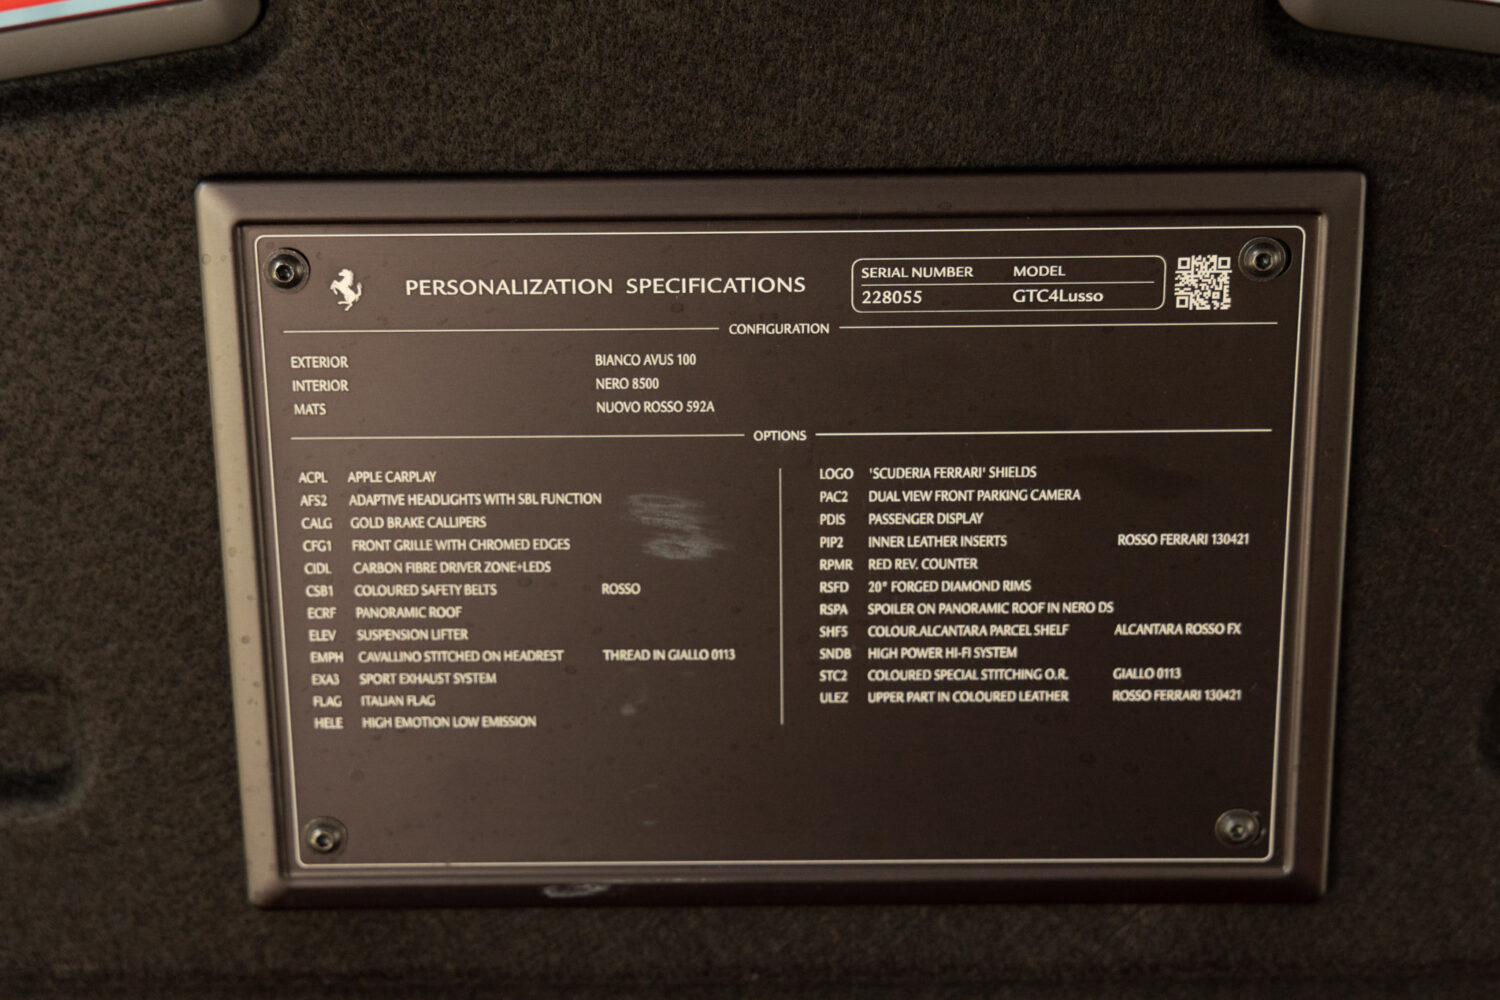 PERSONALIZATION SPECIFICATIONS
SERIAL NUMBER MODEL
228055 GTC4Lusso
CONFIGURATION
EXTERIOR BIANCO AVUS 100
INTERIOR NERO 8500
MATS NUOVO ROSSO 592A
OPTIONS
ACPL APPLE CARPLAY
AFS2 ADAPTIVE HEADLIGHTS WITH SBL FUNCTION
CALG GOLD BRAKE CALLIPERS
CFG1 FRONT GRILLE WITH CHROMED EDGES
CIDL CARBON FIBRE DRIVER ZONE+LEDS
CSB1 COLOURED SAFETY BELTS ROSSO
ECRF PANORAMIC ROOF
ELEV SUSPENSION LIFTER
EMPH CAVALLINO STITCHED ON HEADREST THREAD IN GIALLO 0113
EXA3 SPORT EXHAUST SYSTEM
FLAG ITALIAN FLAG
HELE HIGH EMOTION LOW EMISSION
LOGO 'SCUDERIA FERRARI' SHIELDS
PAC2 DUAL VIEW FRONT PARKING CAMERA
PDIS PASSENGER DISPLAY
PIP2 INNER LEATHER INSERTS ROSSO FERRARI 130421
RPMR RED REV. COUNTER
RSFD 20" FORGED DIAMOND RIMS
RSPA SPOILER ON PANORAMIC ROOF IN NERO DS
SHF5 COLOUR.ALCANTARA PARCEL SHELF ALCANTARA ROSSO FX
SNDB HIGH POWER HI-FI SYSTEM
STC2 COLOURED SPECIAL STITCHING O.R. GIALLO 0113
ULEZ UPPER PART IN COLOURED LEATHER ROSSO FERRARI 130421